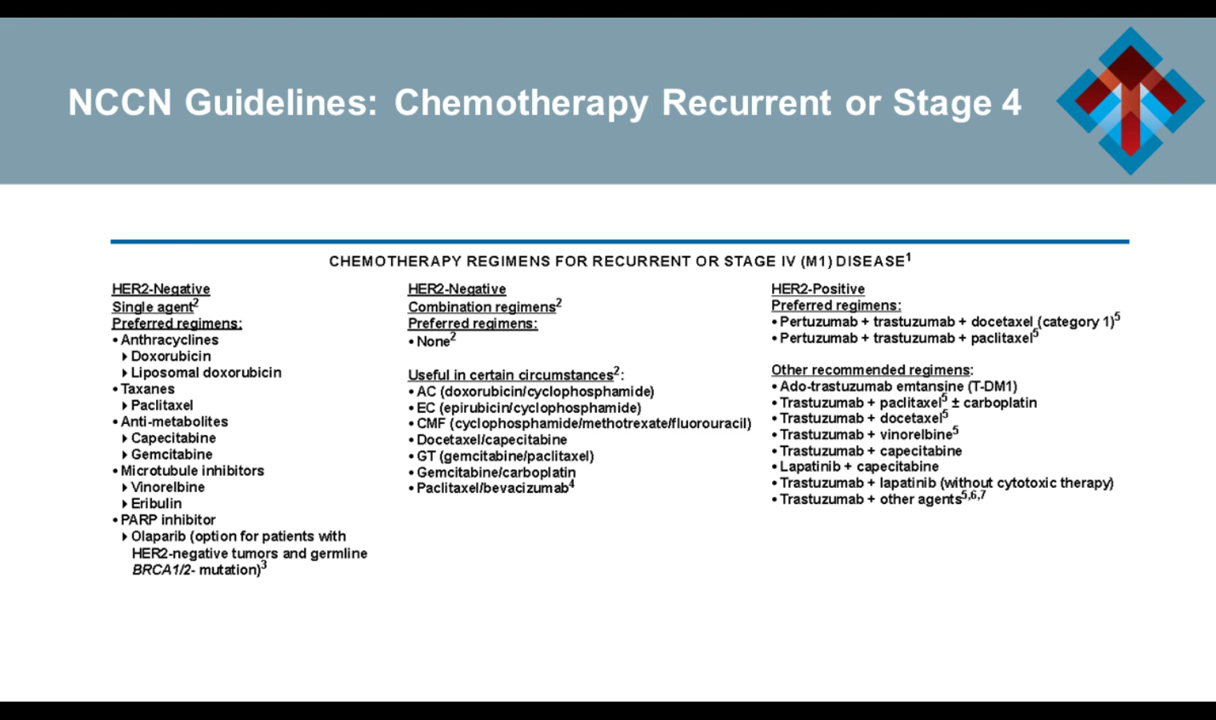 NCCN Guidelines: Chemotherapy Recurrent or Stage 4
CHEMOTHERAPY REGIMENS FOR RECURRENT OR STAGE IV (M1) DISEASE1
HER2-Negative
Single agent2
Preferred regimens:
• Anthracyclines
‣ Doxorubicin
‣ Liposomal doxorubicin
• Taxanes
‣ Paclitaxel
• Anti-metabolites
‣ Capecitabine
‣ Gemcitabine
• Microtubule inhibitors
‣ Vinorelbine
‣ Eribulin
• PARP inhibitor
‣ Olaparib (option for patients with
HER2-negative tumors and germline
BRCA1/2- mutation)3
HER2-Negative
Combination regimens2
Preferred regimens:
• None2
Useful in certain circumstances2:
• AC (doxorubicin/cyclophosphamide)
• EC (epirubicin/cyclophosphamide)
• CMF (cyclophosphamide/methotrexate/fluorouracil)
• Docetaxel/capecitabine
• GT (gemcitabine/paclitaxel)
• Gemcitabine/carboplatin
• Paclitaxel/bevacizumab4
HER2-Positive
Preferred regimens:
• Pertuzumab + trastuzumab + docetaxel (category 1)5
• Pertuzumab + trastuzumab + paclitaxel5
Other recommended regimens:
• Ado-trastuzumab emtansine (T-DM1)
• Trastuzumab + paclitaxel5 ± carboplatin
• Trastuzumab + docetaxel5
• Trastuzumab + vinorelbine5
• Trastuzumab + capecitabine
• Lapatinib + capecitabine
• Trastuzumab + lapatinib (without cytotoxic therapy)
• Trastuzumab + other agents5,6,7